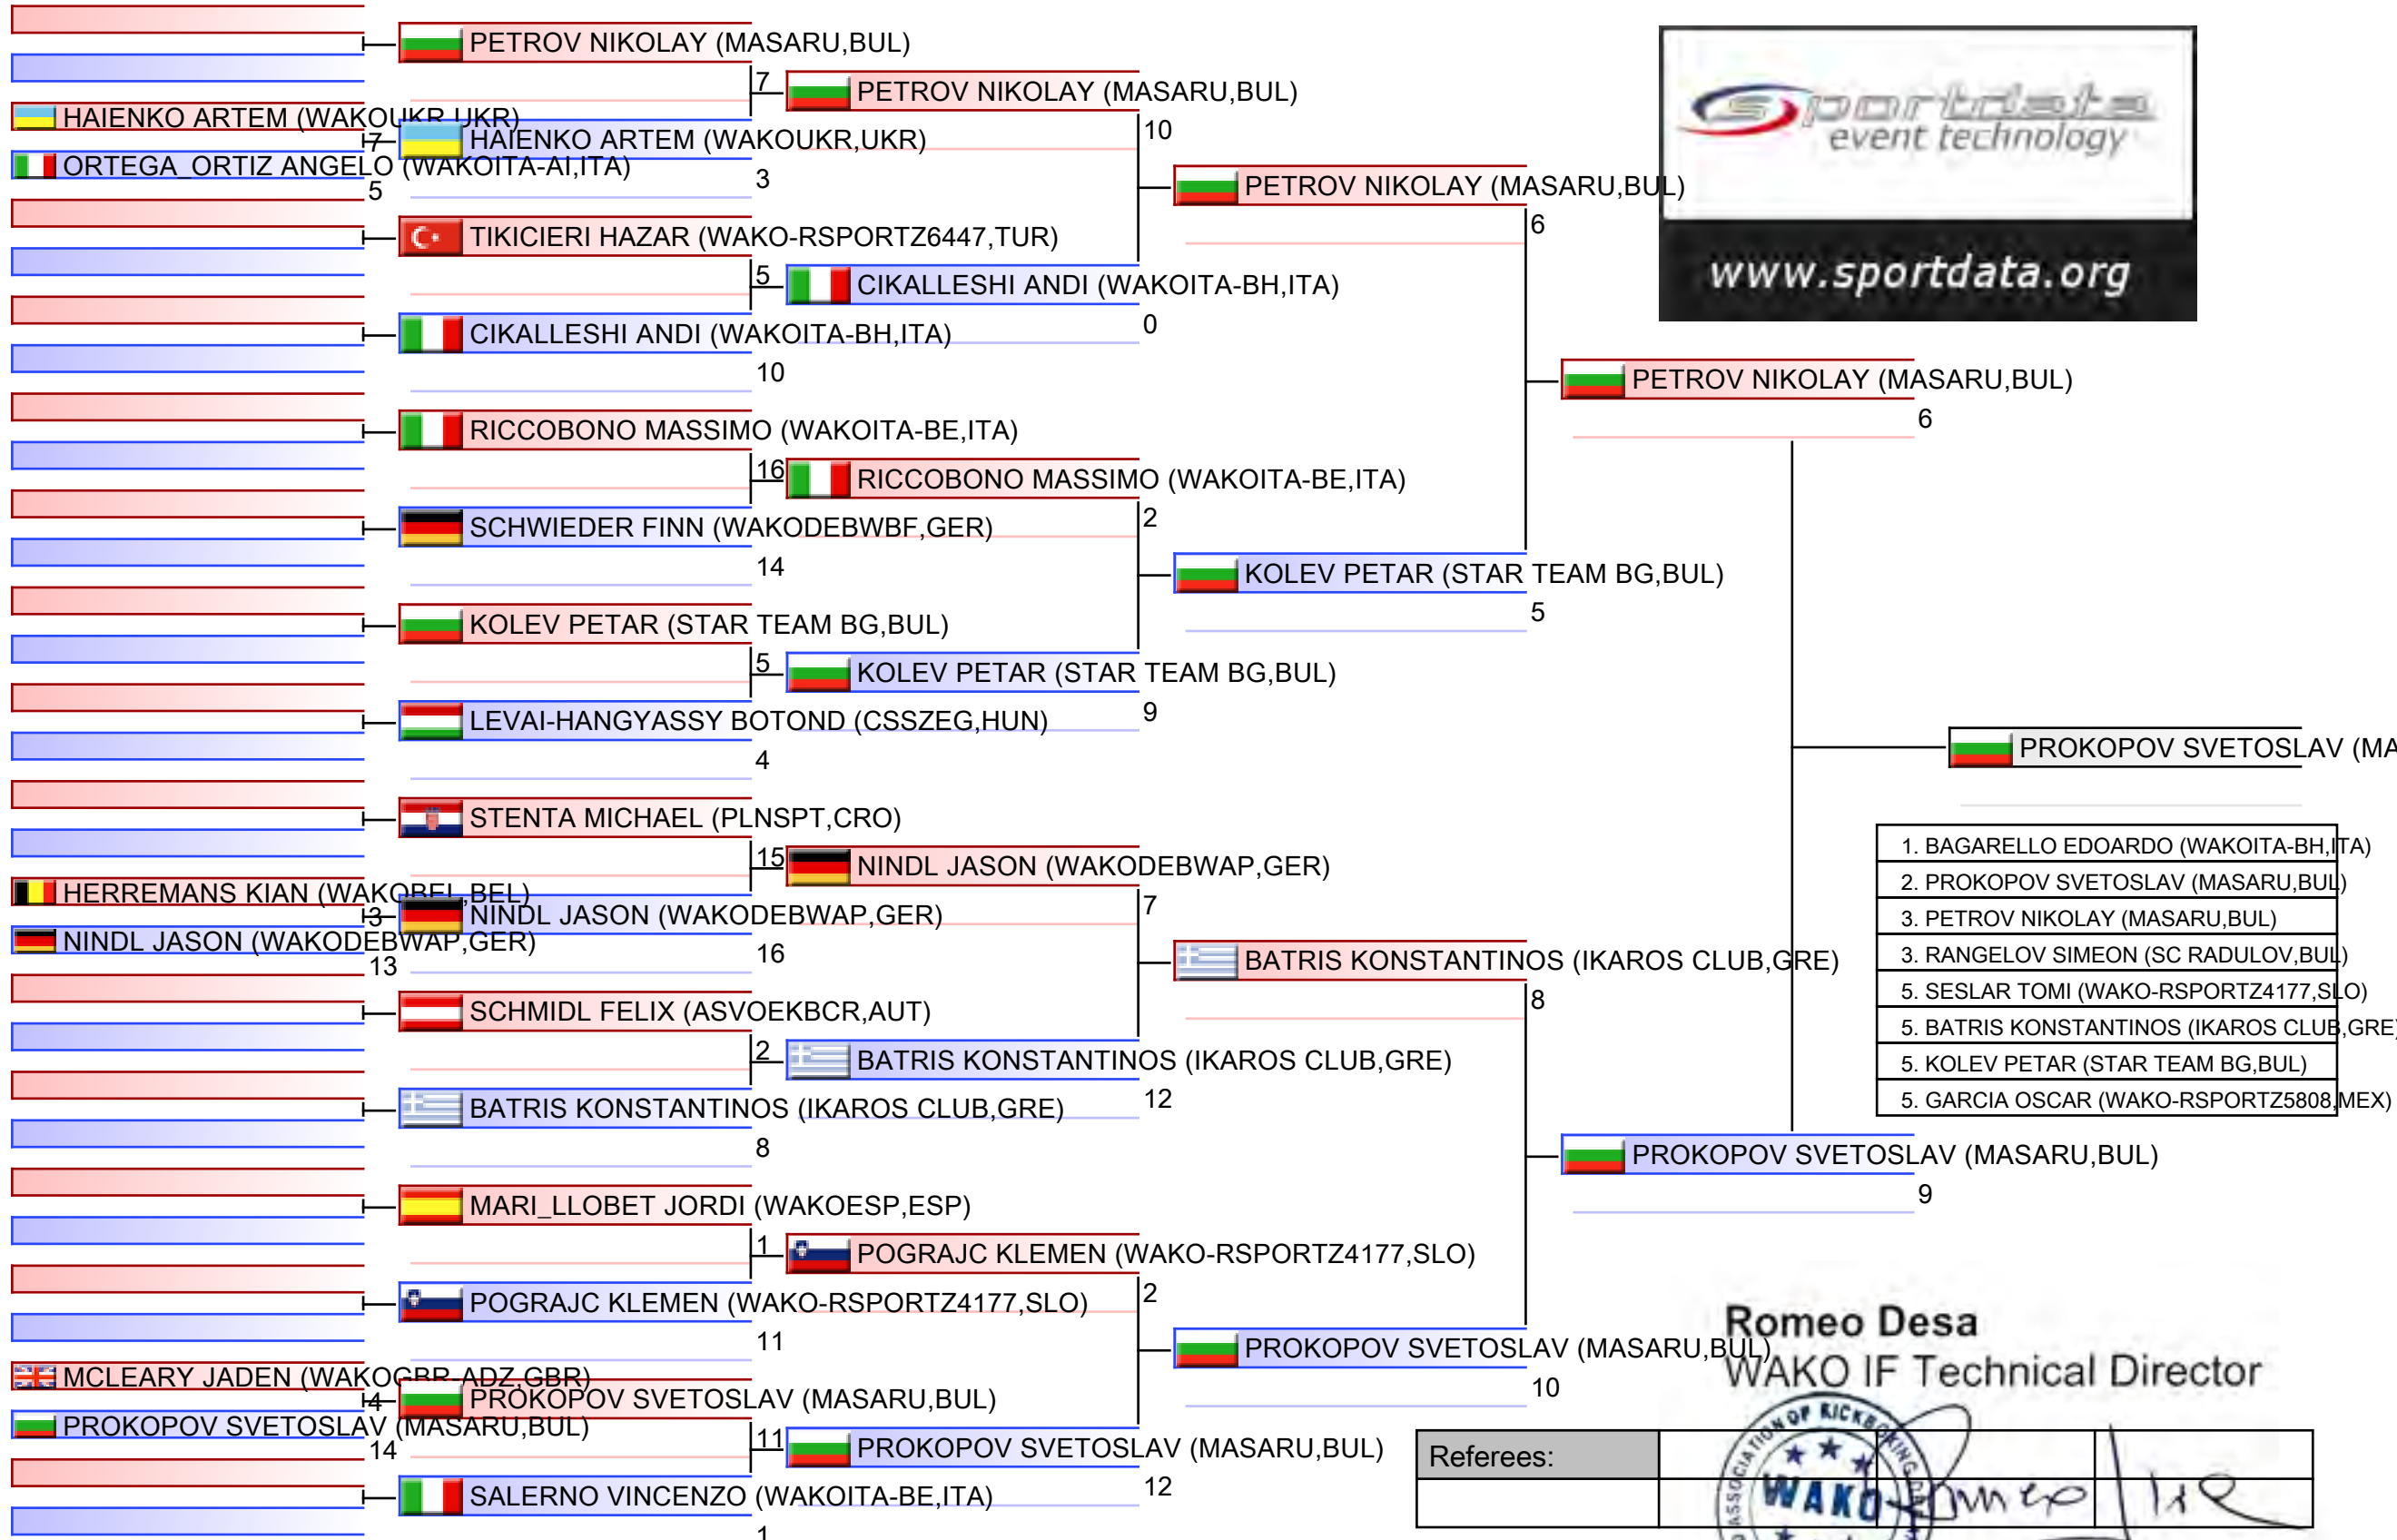 PETROV NIKOLAY (MASARU,BUL)
7
PETROV NIKOLAY (MASARU,BUL)
HAIENKO ARTEM (WAKOUKR,UKR)
7
HAIENKO ARTEM (WAKOUKR,UKR)
10
ORTEGA_ORTIZ ANGELO (WAKOITA-AI,ITA)
5
3
PETROV NIKOLAY (MASARU,BUL)
6
TIKICIERI HAZAR (WAKO-RSPORTZ6447,TUR)
5
CIKALLESHI ANDI (WAKOITA-BH,ITA)
0
CIKALLESHI ANDI (WAKOITA-BH,ITA)
10
PETROV NIKOLAY (MASARU,BUL)
6
RICCOBONO MASSIMO (WAKOITA-BE,ITA)
16
RICCOBONO MASSIMO (WAKOITA-BE,ITA)
2
SCHWIEDER FINN (WAKODEBWBF,GER)
14
KOLEV PETAR (STAR TEAM BG,BUL)
5
KOLEV PETAR (STAR TEAM BG,BUL)
5
KOLEV PETAR (STAR TEAM BG,BUL)
9
LEVAI-HANGYASSY BOTOND (CSSZEG,HUN)
4
PROKOPOV SVETOSLAV (MA
STENTA MICHAEL (PLNSPT,CRO)
15
NINDL JASON (WAKODEBWAP,GER)
7
HERREMANS KIAN (WAKOBEL,BEL)
3
NINDL JASON (WAKODEBWAP,GER)
16
NINDL JASON (WAKODEBWAP,GER)
13
BATRIS KONSTANTINOS (IKAROS CLUB,GRE)
8
SCHMIDL FELIX (ASVOEKBCR,AUT)
2
BATRIS KONSTANTINOS (IKAROS CLUB,GRE)
12
BATRIS KONSTANTINOS (IKAROS CLUB,GRE)
8
PROKOPOV SVETOSLAV (MASARU,BUL)
9
MARI_LLOBET JORDI (WAKOESP,ESP)
1
POGRAJC KLEMEN (WAKO-RSPORTZ4177,SLO)
2
POGRAJC KLEMEN (WAKO-RSPORTZ4177,SLO)
11
PROKOPOV SVETOSLAV (MASARU,BUL)
10
MCLEARY JADEN (WAKOGBR-ADZ,GBR)
4
PROKOPOV SVETOSLAV (MASARU,BUL)
11
PROKOPOV SVETOSLAV (MASARU,BUL)
14
PROKOPOV SVETOSLAV (MASARU,BUL)
12
SALERNO VINCENZO (WAKOITA-BE,ITA)
1
sportdata
event technology
www.sportdata.org
1. BAGARELLO EDOARDO (WAKOITA-BH,ITA)
2. PROKOPOV SVETOSLAV (MASARU,BUL)
3. PETROV NIKOLAY (MASARU,BUL)
3. RANGELOV SIMEON (SC RADULOV,BUL)
5. SESLAR TOMI (WAKO-RSPORTZ4177,SLO)
5. BATRIS KONSTANTINOS (IKAROS CLUB,GRE)
5. KOLEV PETAR (STAR TEAM BG,BUL)
5. GARCIA OSCAR (WAKO-RSPORTZ5808,MEX)
Romeo Desa
WAKO IF Technical Director
Referees:
ASSOCIATION OF KICKBOXING
WAKO